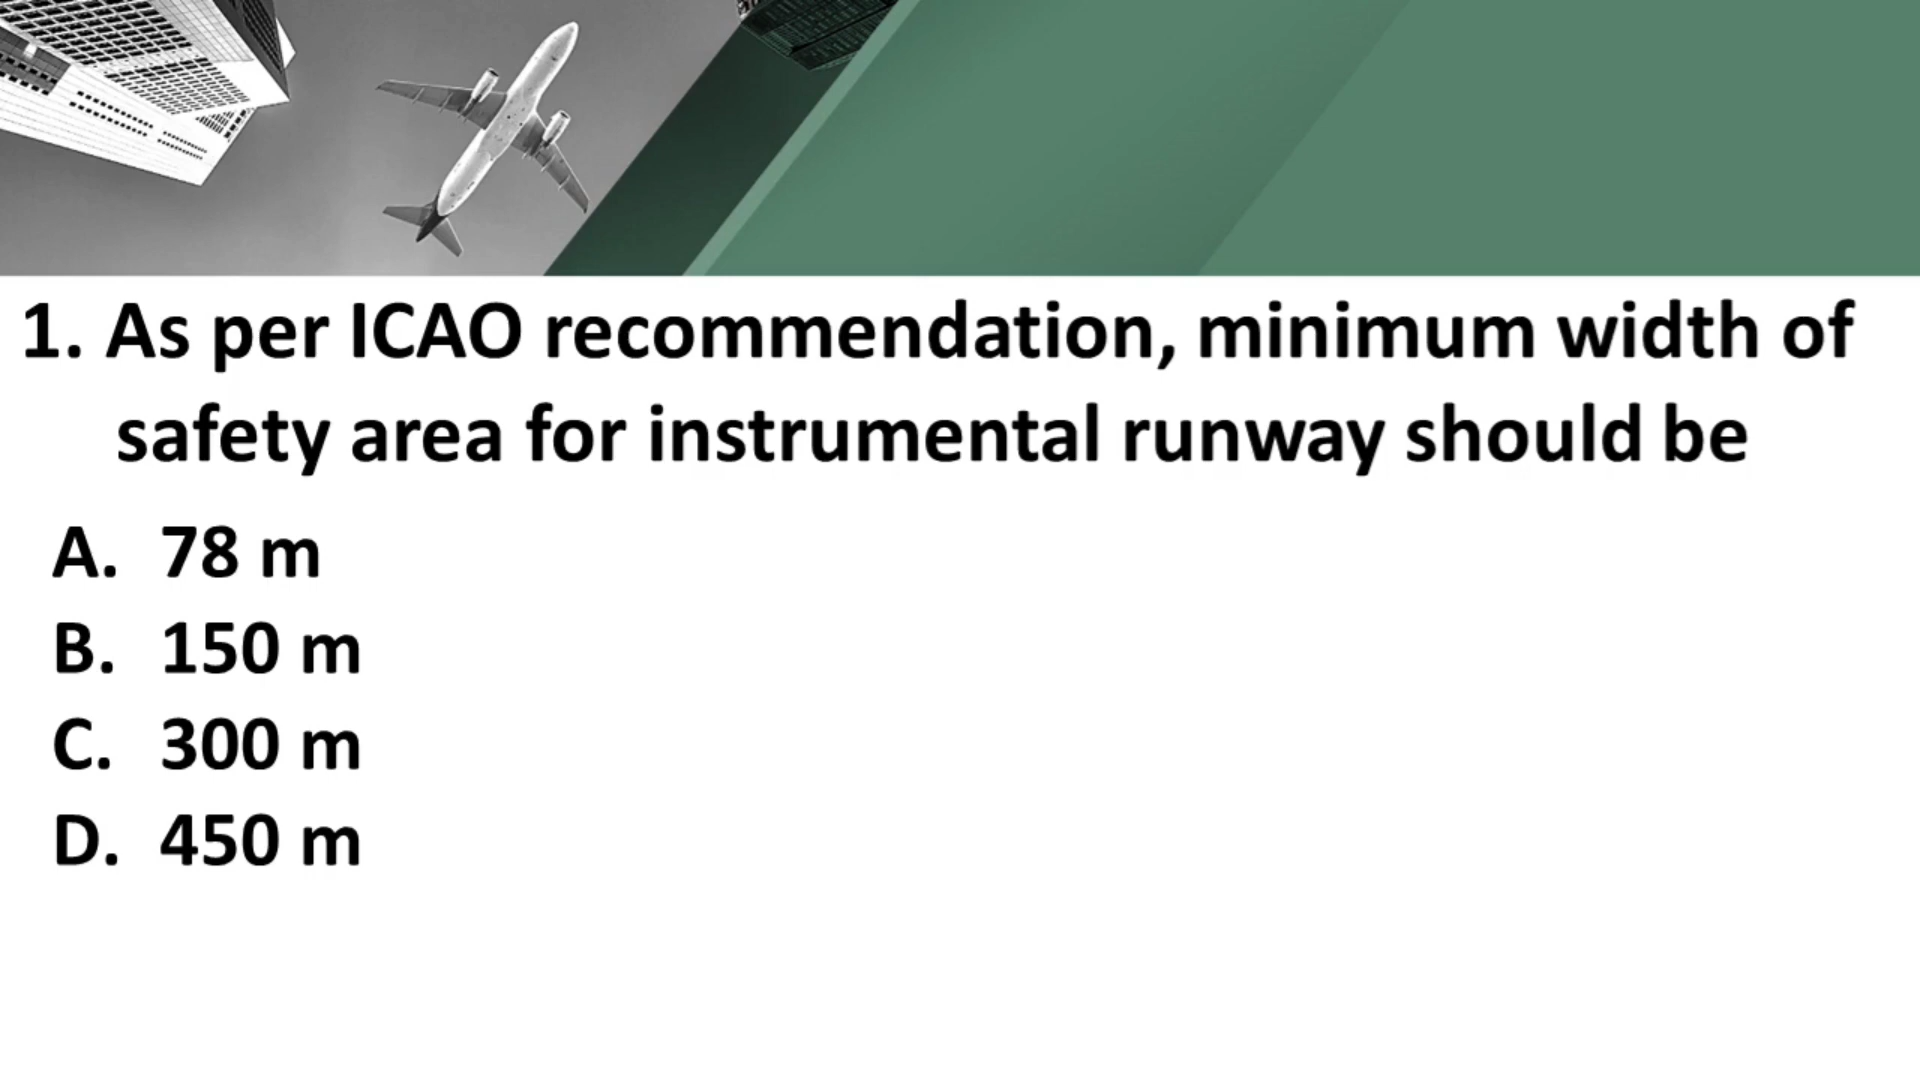 1. As per ICAO recommendation, minimum width of
safety area for instrumental runway should be
A. 78 m
B. 150 m
C. 300 m
D. 450 m